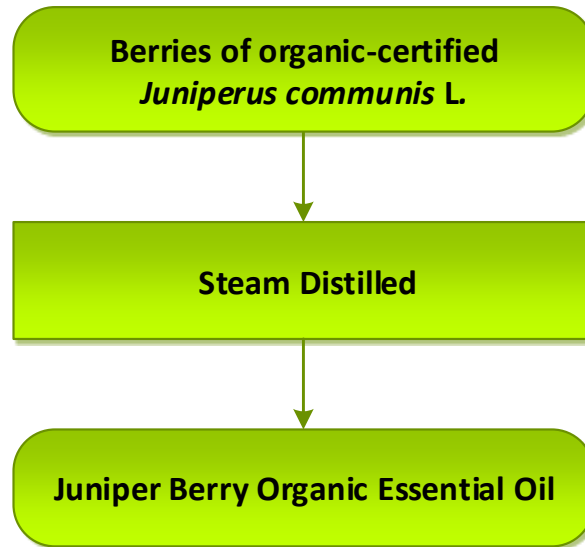 Berries of organic-certified
Juniperus communis L.
Steam Distilled
Juniper Berry Organic Essential Oil